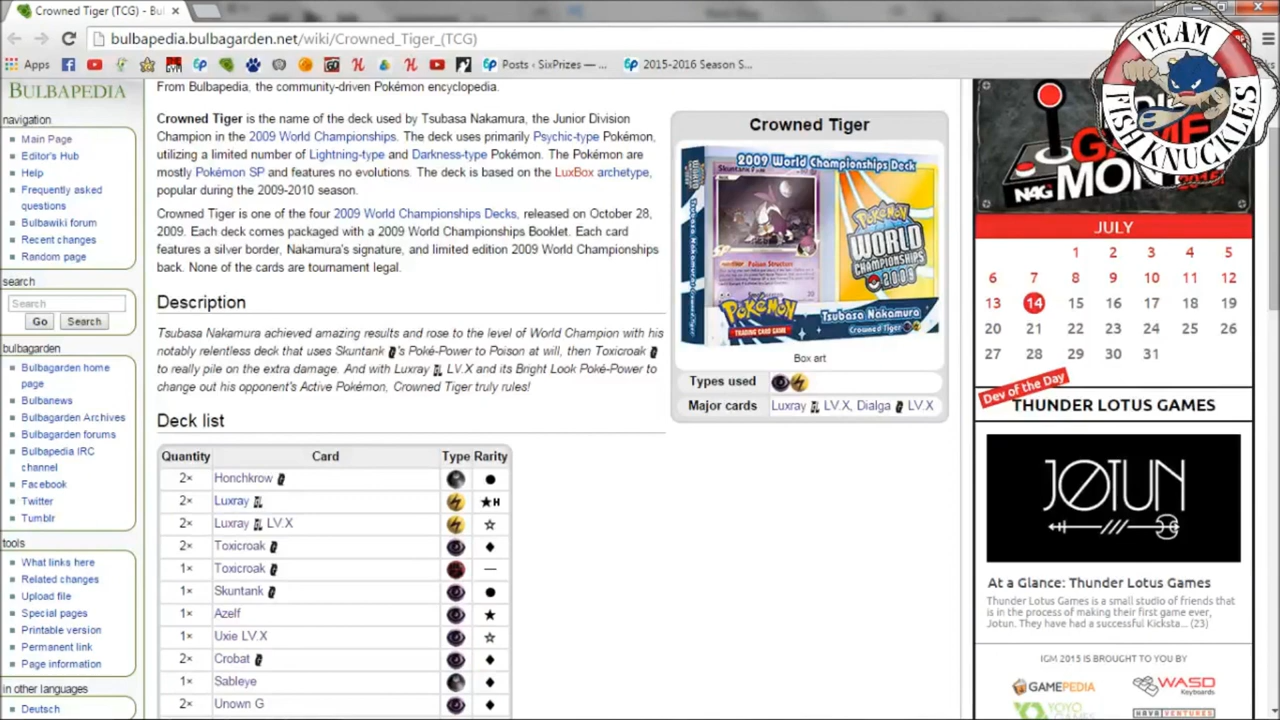 Crowned Tiger (TCG) - Bul
bulbapedia.bulbagarden.net/wiki/Crowned_Tiger_(TCG)
Apps
Posts ‹ SixPrizes — ...
2015-2016 Season S...
TEAM
FISH KNUCKLES
BULBAPEDIA
navigation
Main Page
Editor's Hub
Help
Frequently asked
questions
Bulbawiki forum
Recent changes
Random page
search
Search
Go
Search
bulbagarden
Bulbagarden home
page
Bulbanews
Bulbagarden Archives
Bulbagarden forums
Bulbapedia IRC
channel
Facebook
Twitter
Tumblr
tools
What links here
Related changes
Upload file
Special pages
Printable version
Permanent link
Page information
in other languages
Deutsch
From Bulbapedia, the community-driven Pokémon encyclopedia.
Crowned Tiger is the name of the deck used by Tsubasa Nakamura, the Junior Division
Champion in the 2009 World Championships. The deck uses primarily Psychic-type Pokémon,
utilizing a limited number of Lightning-type and Darkness-type Pokémon. The Pokémon are
mostly Pokémon SP and features no evolutions. The deck is based on the LuxBox archetype,
popular during the 2009-2010 season.
Crowned Tiger is one of the four 2009 World Championships Decks, released on October 28,
2009. Each deck comes packaged with a 2009 World Championships Booklet. Each card
features a silver border, Nakamura's signature, and limited edition 2009 World Championships
back. None of the cards are tournament legal.
Description
Tsubasa Nakamura achieved amazing results and rose to the level of World Champion with his
notably relentless deck that uses Skuntank 's Poké-Power to Poison at will, then Toxicroak
to really pile on the extra damage. And with Luxray LV.X and its Bright Look Poké-Power to
change out his opponent's Active Pokémon, Crowned Tiger truly rules!
Deck list
Quantity Card Type Rarity
2× Honchkrow
2× Luxray H
2× Luxray LV.X
2× Toxicroak
1× Toxicroak —
1× Skuntank
1× Azelf
1× Uxie LV.X
2× Crobat
1× Sableye
1× Unown G
Crowned Tiger
2009 World Championships Deck
Skuntank
Poison Structure
POKÉMON
WORLD
CHAMPIONSHIPS
2009
Pokémon
TRADING CARD GAME
Tsubasa Nakamura
Crowned Tiger
Box art
Types used
Major cards Luxray LV.X, Dialga LV.X
GAME
NAG
MON
2015
JULY
1 2 3 4 5
6 7 8 9 10 11 12
13 14 15 16 17 18 19
20 21 22 23 24 25 26
27 28 29 30 31
Dev of the Day
THUNDER LOTUS GAMES
JOTUN
At a Glance: Thunder Lotus Games
Thunder Lotus Games is a small studio of friends that
is in the process of making their first game ever,
Jotun. They have had a successful Kicksta... (23)
IGM 2015 IS BROUGHT TO YOU BY
GAMEPEDIA
WASD
Keyboards
YOYO
GAMES
HAVA VENTURES